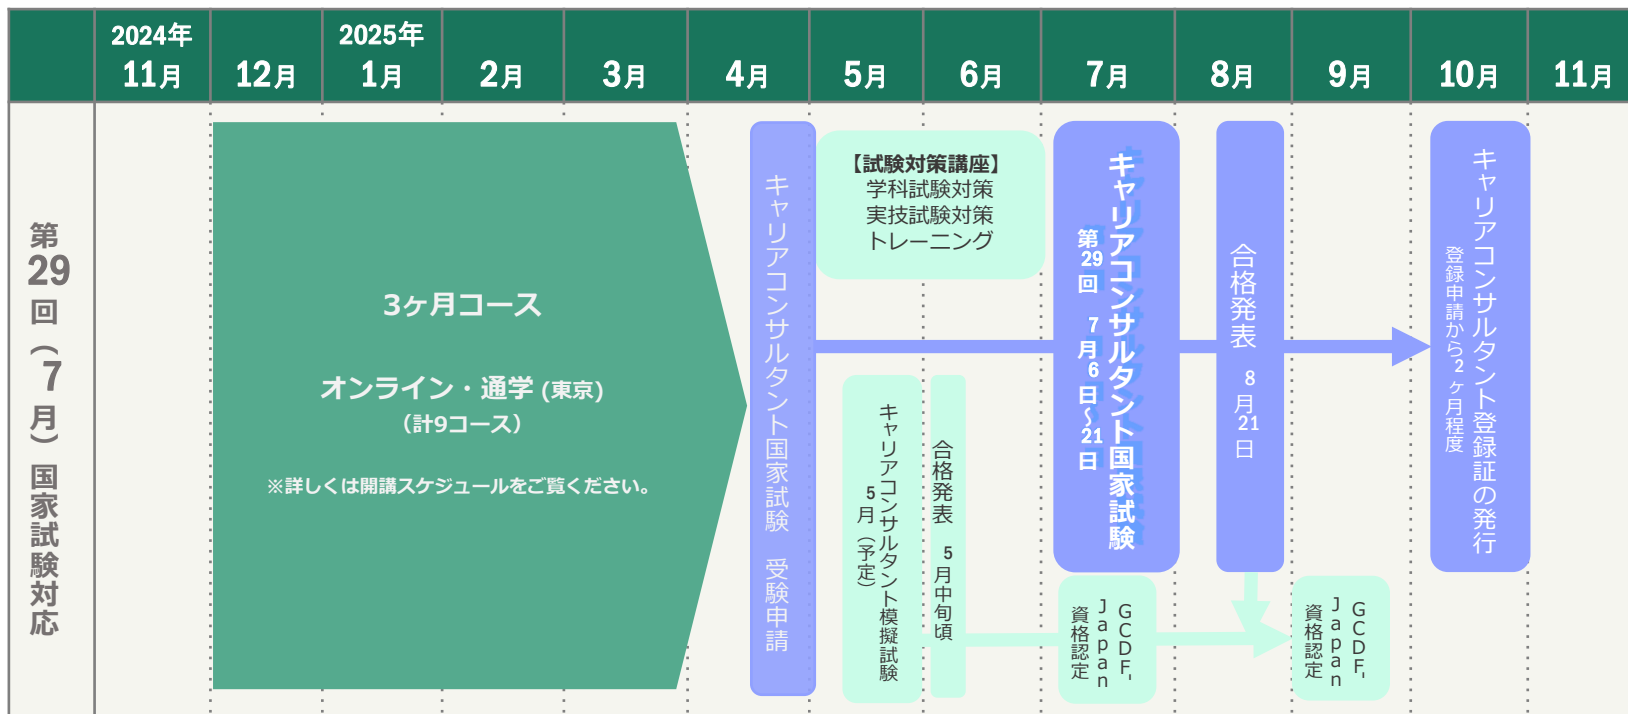 2024年
11月
12月
2025年
1月
2月
3月
4月
5月
6月
7月
8月
9月
10月
11月
第29回(7月)国家試験対応
3ヶ月コース
オンライン・通学 (東京)
（計9コース）
※詳しくは開講スケジュールをご覧ください。
キャリアコンサルタント国家試験　受験申請
【試験対策講座】
学科試験対策
実技試験対策
トレーニング
キャリアコンサルタント模擬試験
5月（予定）
合格発表　5月中旬頃
キャリアコンサルタント国家試験
第29回　7月6日～21日
GCDF-
Japan
資格認定
合格発表　8月21日
GCDF-
Japan
資格認定
キャリアコンサルタント登録証の発行
登録申請から2ヶ月程度